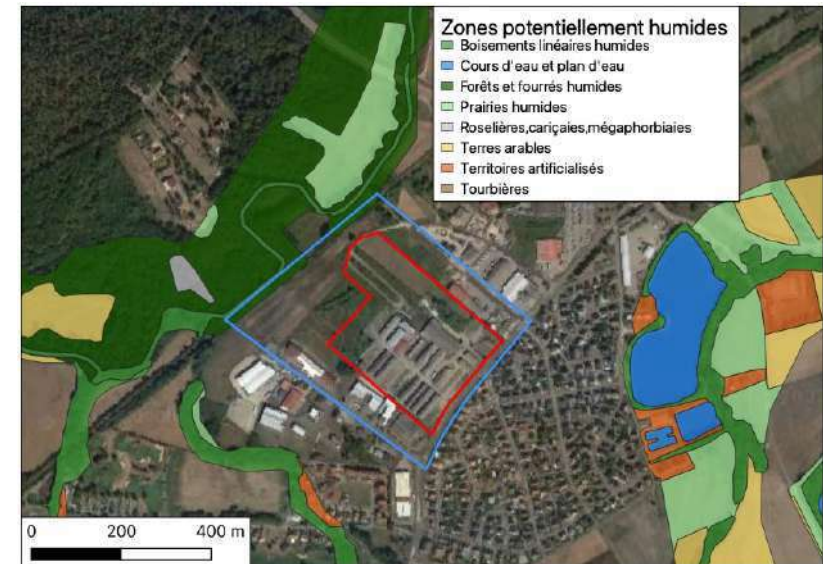 Zones potentiellement humides
Boisements linéaires humides
Cours d'eau et plan d'eau
Forêts et fourrés humides
Prairies humides
Roselières,cariçaies,mégaphorbiaies
Terres arables
Territoires artificialisés
Tourbières
0 200 400 m